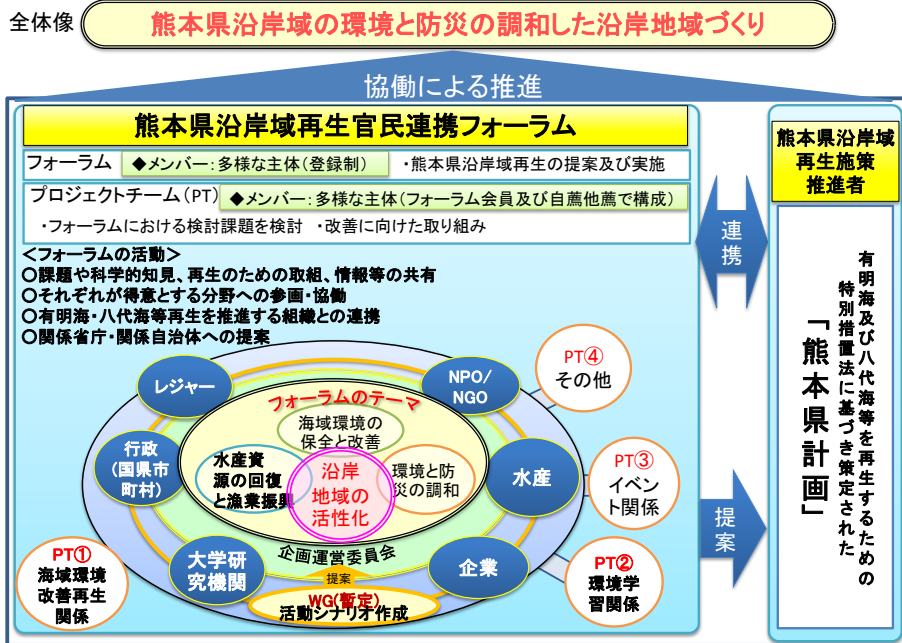 全体像
熊本県沿岸域の環境と防災の調和した沿岸地域づくり
協働による推進
熊本県沿岸域再生官民連携フォーラム
フォーラム ◆メンバー：多様な主体（登録制） ・熊本県沿岸域再生の提案及び実施
プロジェクトチーム（PT） ◆メンバー：多様な主体（フォーラム会員及び自薦他薦で構成）
・フォーラムにおける検討課題を検討 ・改善に向けた取り組み
＜フォーラムの活動＞
〇課題や科学的知見、再生のための取組、情報等の共有
〇それぞれが得意とする分野への参画・協働
〇有明海・八代海等再生を推進する組織との連携
〇関係省庁・関係自治体への提案
レジャー
NPO/
NGO
行政
（国県市
町村）
水産
大学研
究機関
企業
フォーラムのテーマ
海域環境の
保全と改善
水産資
源の回復
と漁業振興
沿岸
地域の
活性化
環境と防
災の調和
企画運営委員会
提案
WG(暫定)
活動シナリオ作成
PT①
海域環境
改善再生
関係
PT②
環境学
習関係
PT③
イベン
ト関係
PT④
その他
連携
提案
熊本県沿岸域
再生施策
推進者
有明海及び八代海等を再生するための
特別措置法に基づき策定された
「熊本県計画」